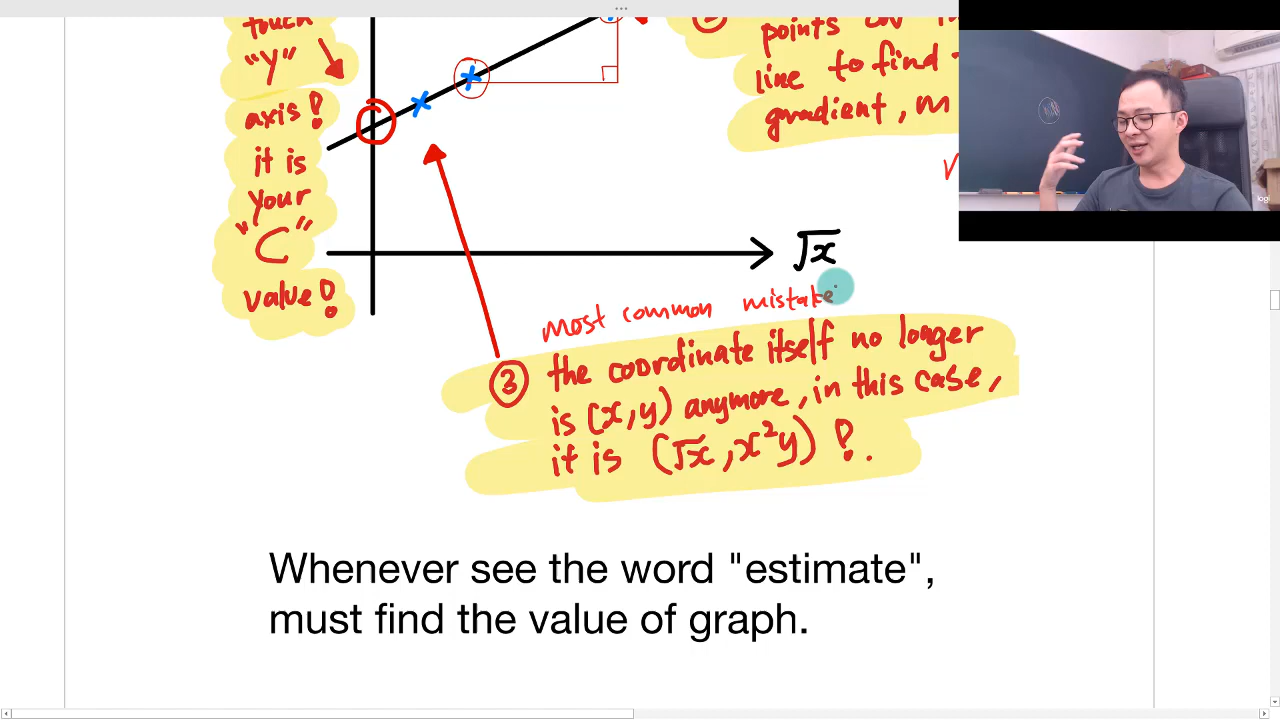 touch
"Y"
axis!
it is
your
"C"
value!
points on
line to find
gradient, m
√x
most common mistake
③ the coordinate itself no longer
is (x,y) anymore, in this case,
it is (√x, x²y)!.
Whenever see the word "estimate",
must find the value of graph.
logi